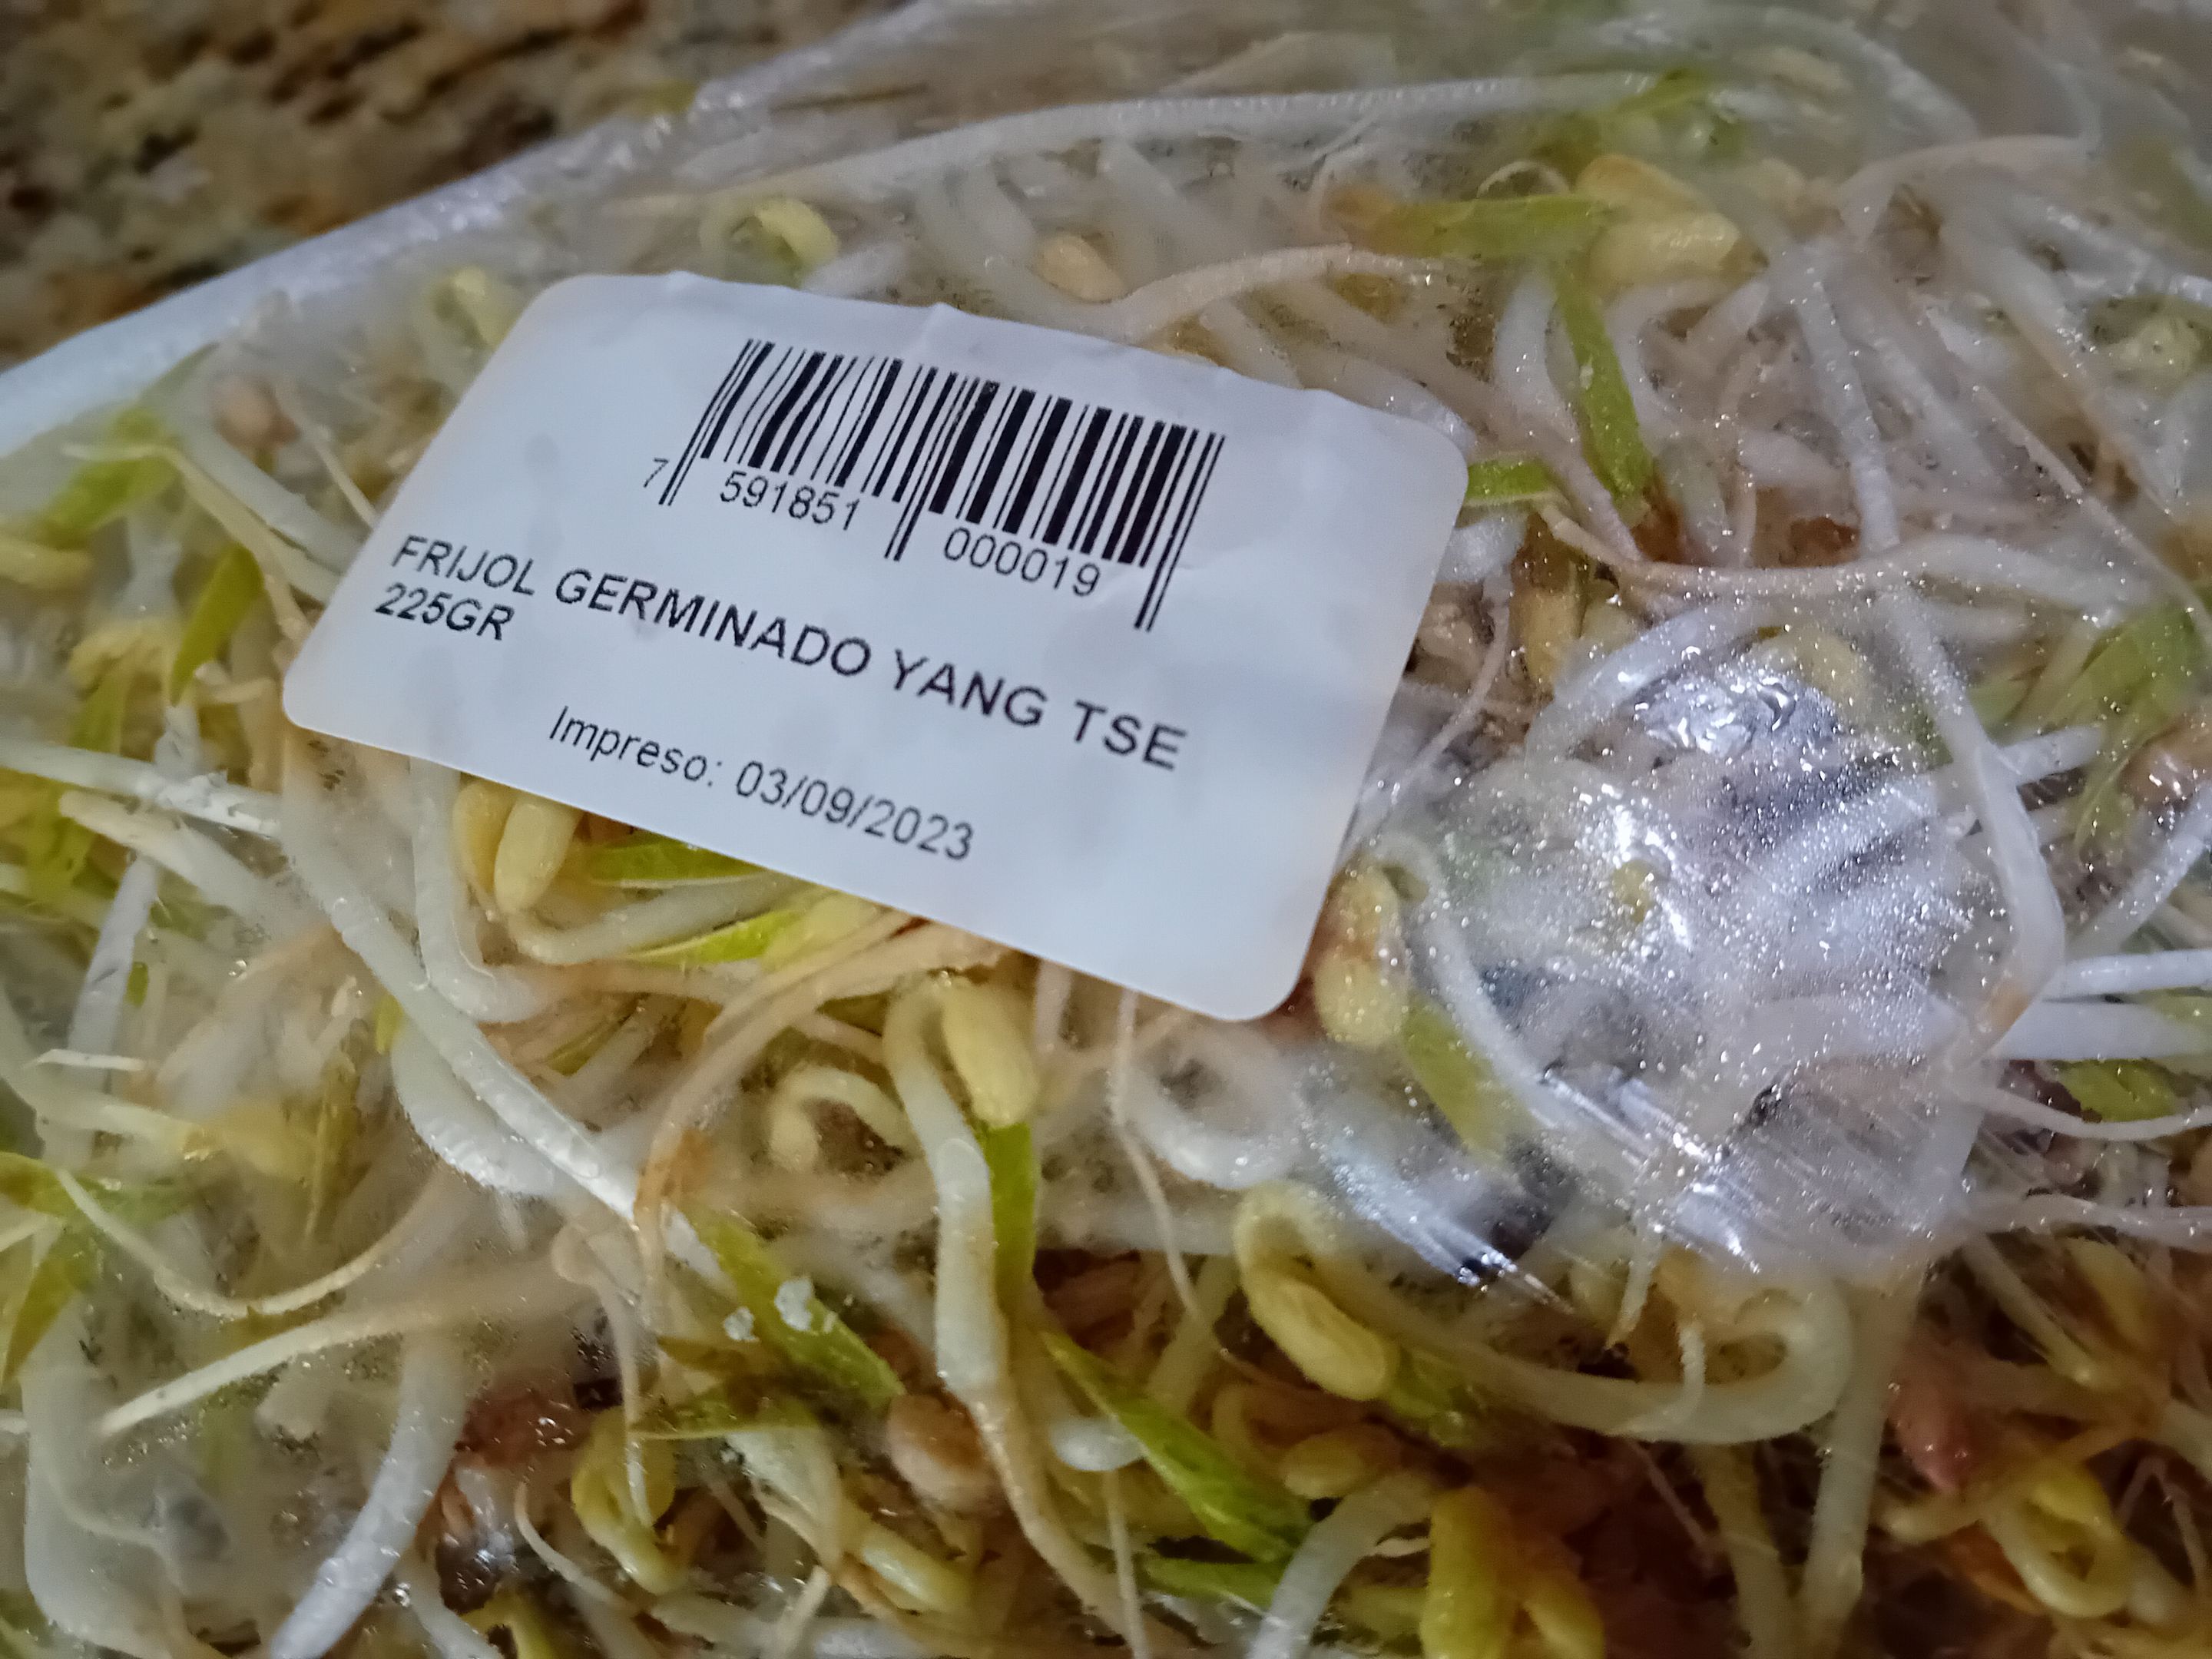 7 591851 000019
FRIJOL GERMINADO YANG TSE
225GR
Impreso: 03/09/2023